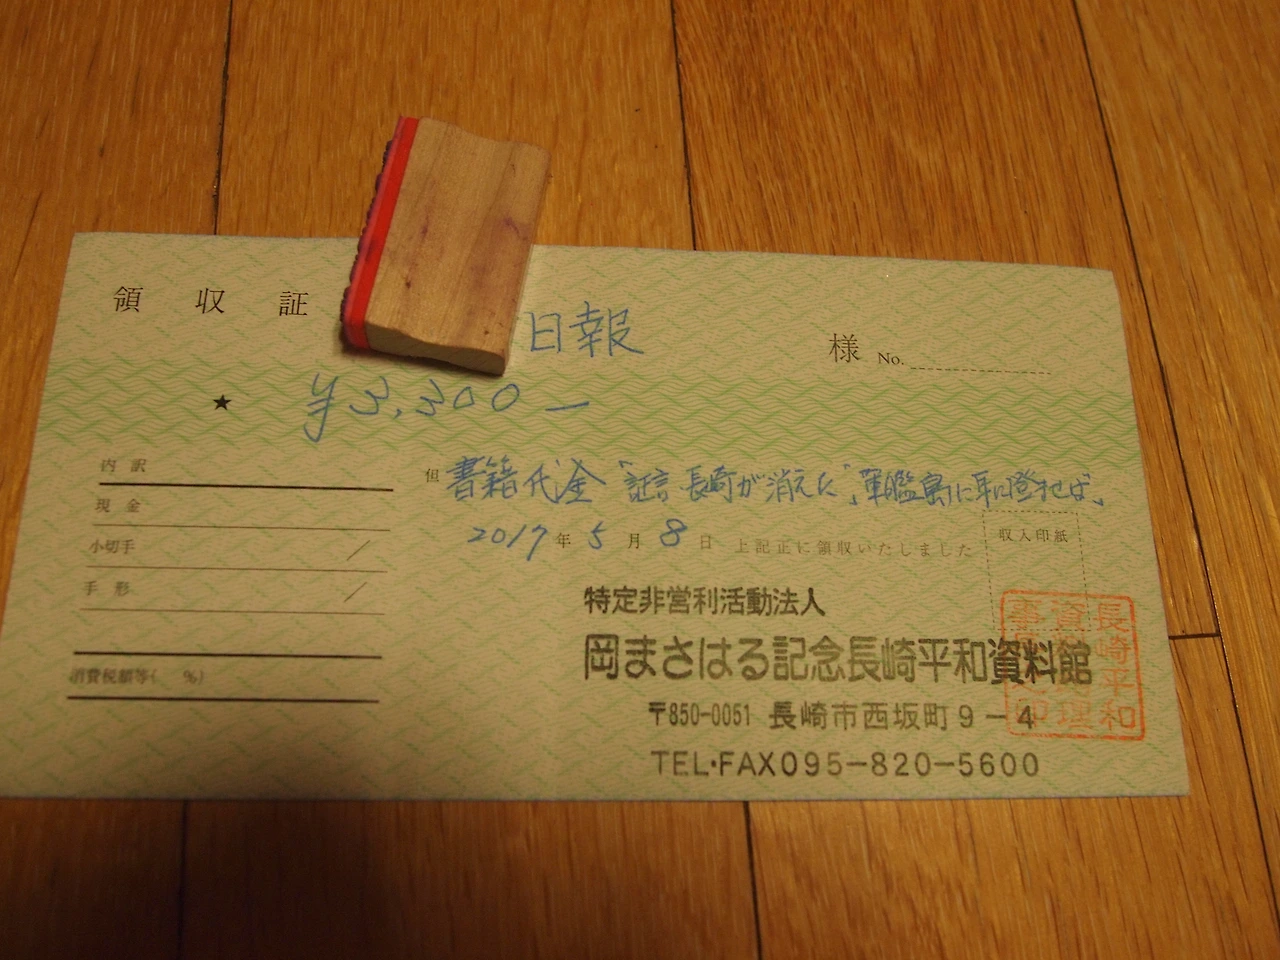 領収証
日報 様 No.
★ ¥3,300－
内訳
現金
小切手
手形
消費税額等( %)
但 書籍代金「証言 長崎が消えた」「軍艦島に耳を澄ませば」
2017年5月8日 上記正に領収いたしました
収入印紙
特定非営利活動法人
岡まさはる記念長崎平和資料館
〒850-0051 長崎市西坂町9-4
TEL・FAX095-820-5600
長崎平和